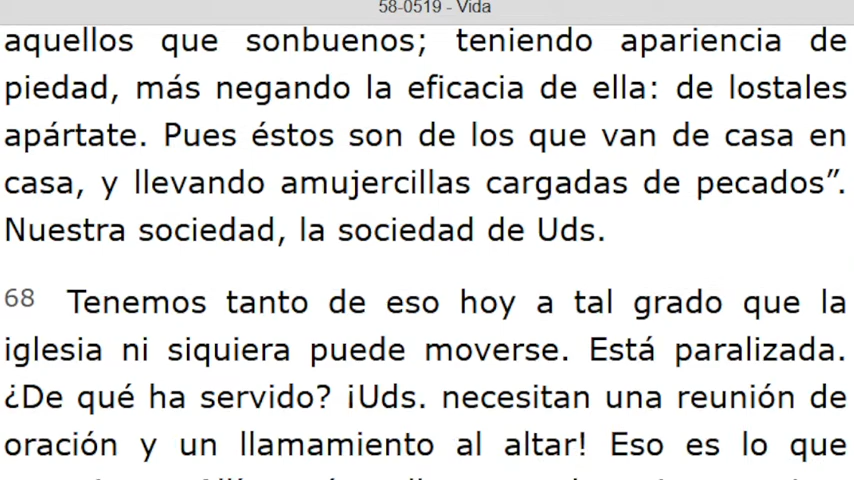 58-0519 - Vida
aquellos que sonbuenos; teniendo apariencia de
piedad, más negando la eficacia de ella: de lostales
apártate. Pues éstos son de los que van de casa en
casa, y llevando amujercillas cargadas de pecados”.
Nuestra sociedad, la sociedad de Uds.
68 Tenemos tanto de eso hoy a tal grado que la
iglesia ni siquiera puede moverse. Está paralizada.
¿De qué ha servido? ¡Uds. necesitan una reunión de
oración y un llamamiento al altar! Eso es lo que